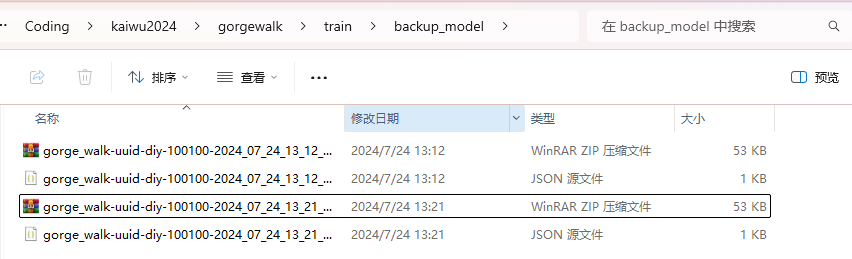 Coding > kaiwu2024 > gorgewalk > train > backup_model > 在 backup_model 中搜索
排序 查看 ... 预览
名称 修改日期 类型 大小
gorge_walk-uuid-diy-100100-2024_07_24_13_12_... 2024/7/24 13:12 WinRAR ZIP 压缩文件 53 KB
gorge_walk-uuid-diy-100100-2024_07_24_13_12_... 2024/7/24 13:12 JSON 源文件 1 KB
gorge_walk-uuid-diy-100100-2024_07_24_13_21_... 2024/7/24 13:21 WinRAR ZIP 压缩文件 53 KB
gorge_walk-uuid-diy-100100-2024_07_24_13_21_... 2024/7/24 13:21 JSON 源文件 1 KB